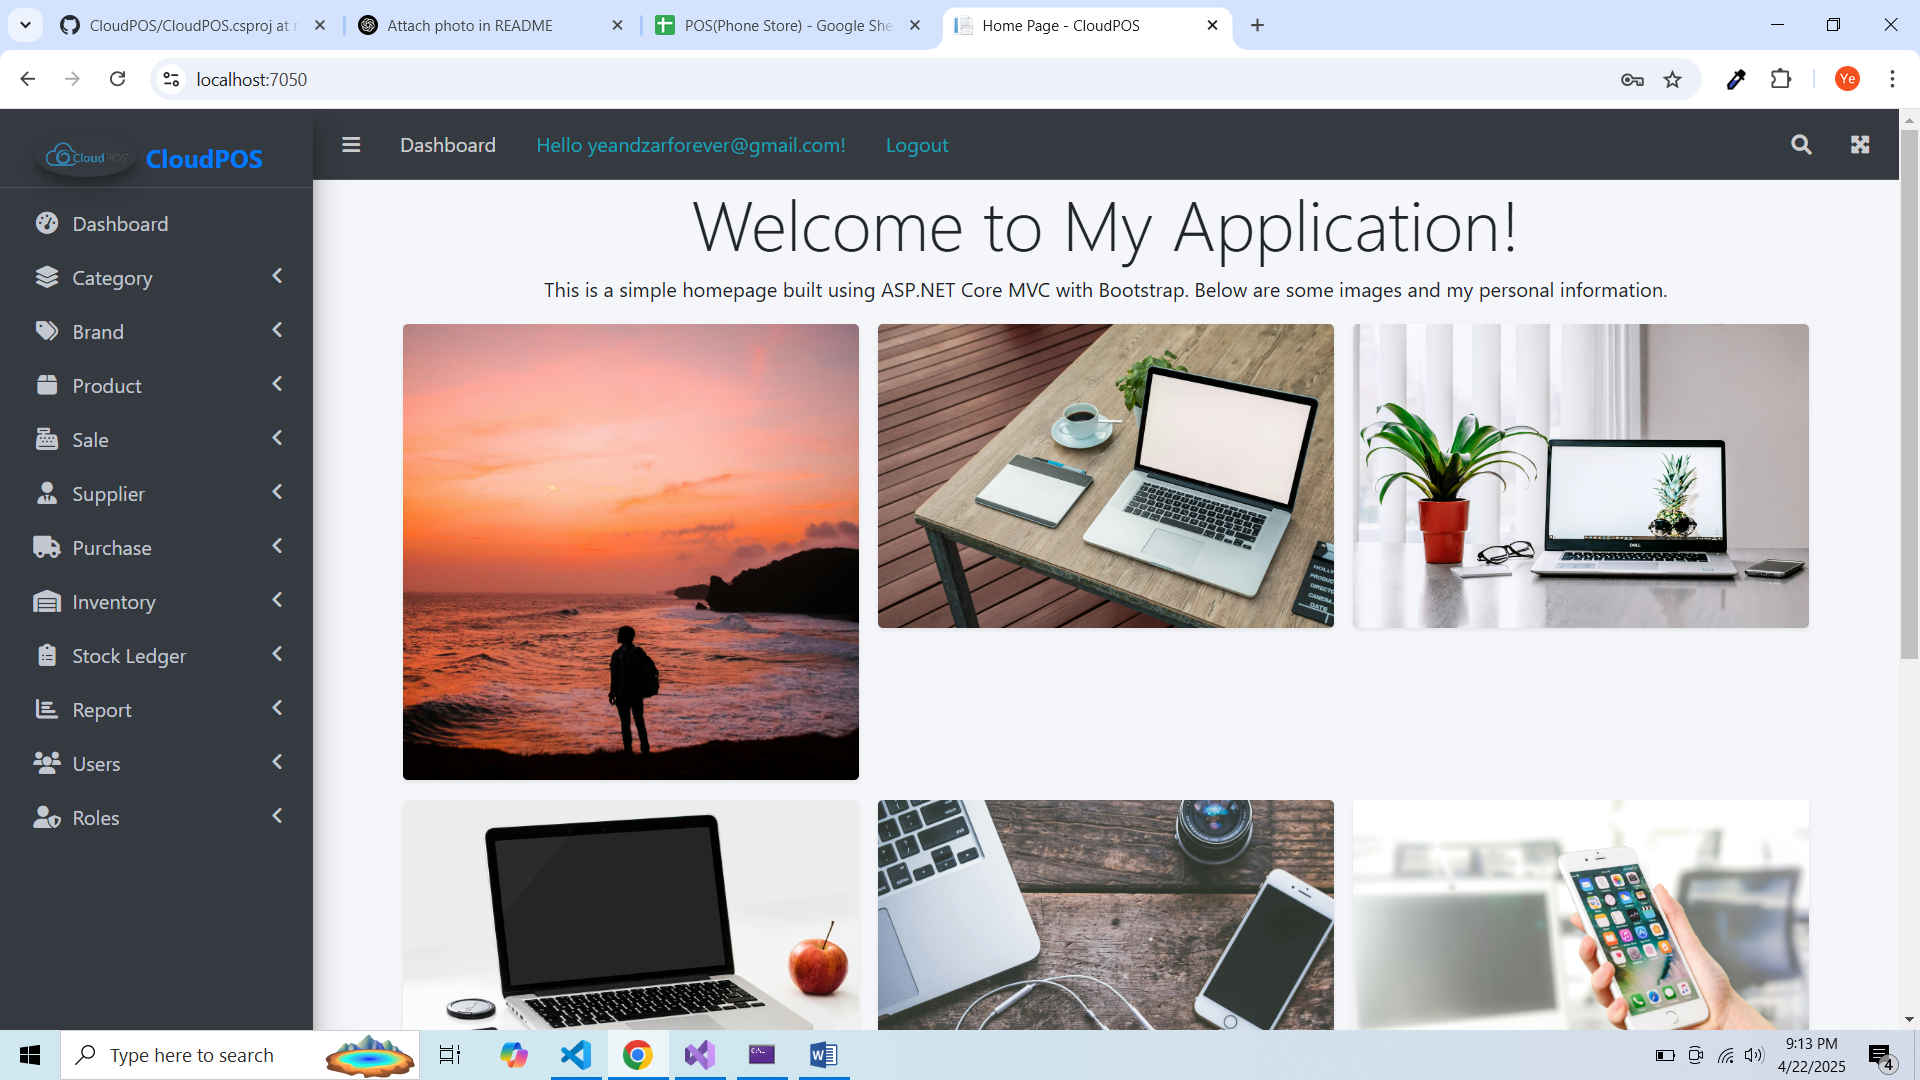 CloudPOS/CloudPOS.csproj at m
Attach photo in README
POS(Phone Store) - Google She
Home Page - CloudPOS
localhost:7050
Ye
CloudPOS
CloudPOS
Dashboard
Hello yeandzarforever@gmail.com!
Logout
Dashboard
Category
Brand
Product
Sale
Supplier
Purchase
Inventory
Stock Ledger
Report
Users
Roles
Welcome to My Application!
This is a simple homepage built using ASP.NET Core MVC with Bootstrap. Below are some images and my personal information.
DELL
Type here to search
9:13 PM
4/22/2025
4